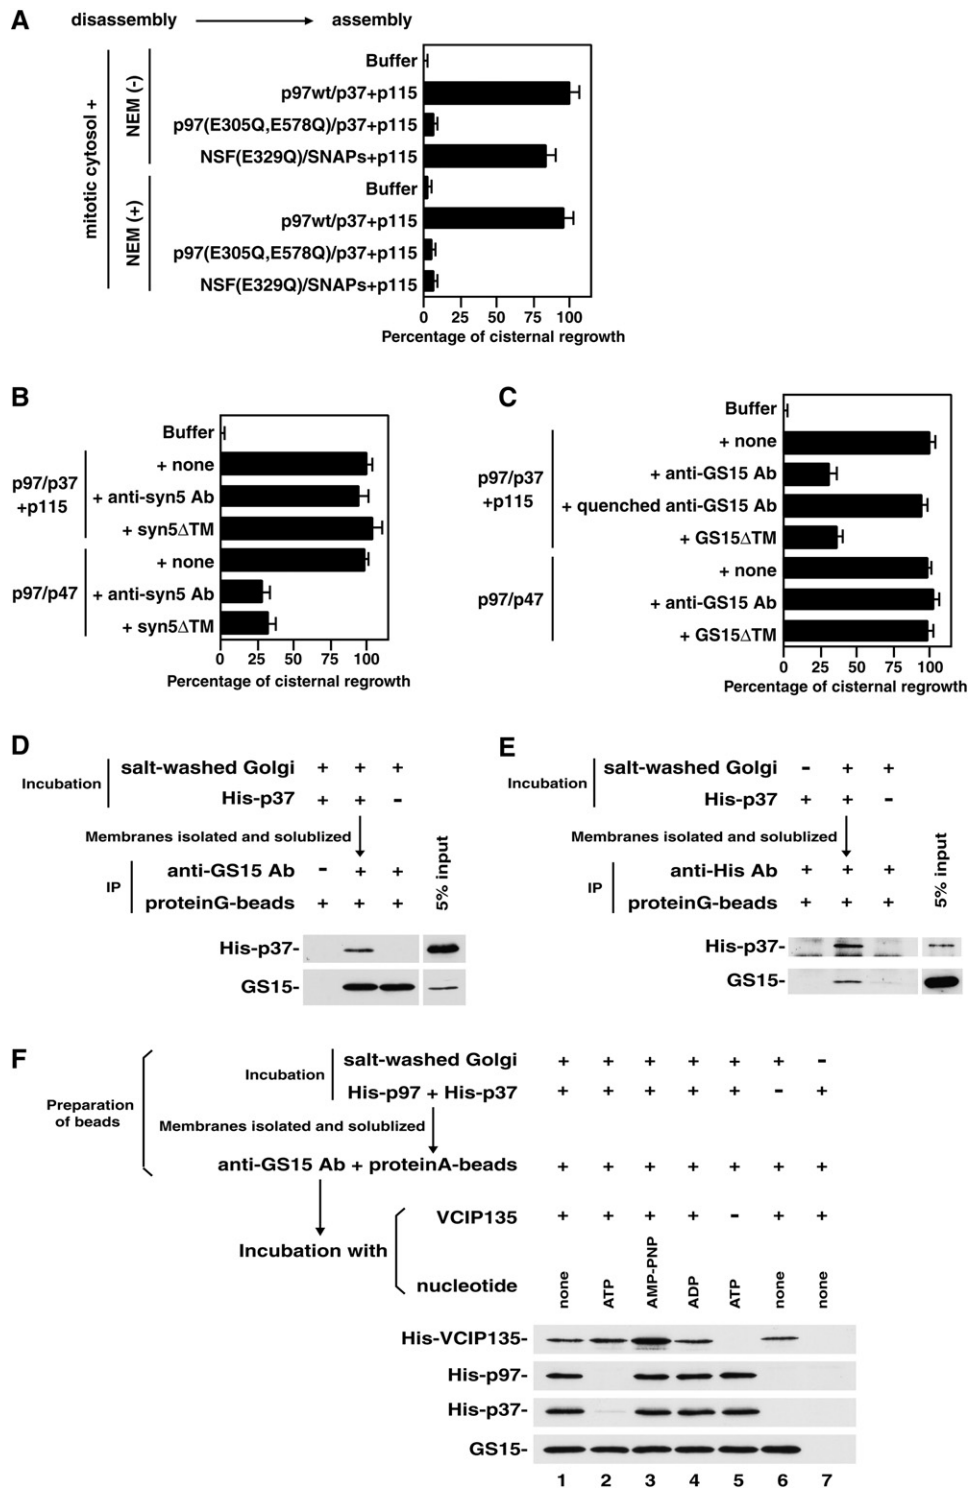 A
disassembly assembly
mitotic cytosol +
NEM (-)
Buffer
p97wt/p37+p115
p97(E305Q,E578Q)/p37+p115
NSF(E329Q)/SNAPs+p115
NEM (+)
Buffer
p97wt/p37+p115
p97(E305Q,E578Q)/p37+p115
NSF(E329Q)/SNAPs+p115
0 25 50 75 100
Percentage of cisternal regrowth
B
Buffer
p97/p37
+p115
+ none
+ anti-syn5 Ab
+ syn5ΔTM
p97/p47
+ none
+ anti-syn5 Ab
+ syn5ΔTM
0 25 50 75 100
Percentage of cisternal regrowth
C
Buffer
p97/p37
+p115
+ none
+ anti-GS15 Ab
+ quenched anti-GS15 Ab
+ GS15ΔTM
p97/p47
+ none
+ anti-GS15 Ab
+ GS15ΔTM
0 25 50 75 100
Percentage of cisternal regrowth
D
Incubation
salt-washed Golgi + + +
His-p37 + + -
Membranes isolated and solublized
IP
anti-GS15 Ab - + +
proteinG-beads + + +
5% input
His-p37-
GS15-
E
Incubation
salt-washed Golgi - + +
His-p37 + + -
Membranes isolated and solublized
IP
anti-His Ab + + +
proteinG-beads + + +
5% input
His-p37-
GS15-
F
Preparation
of beads
Incubation
salt-washed Golgi + + + + + + -
His-p97 + His-p37 + + + + + - +
Membranes isolated and solublized
anti-GS15 Ab + proteinA-beads + + + + + + +
Incubation with
VCIP135 + + + + - + +
nucleotide none ATP AMP-PNP ADP ATP none none
His-VCIP135-
His-p97-
His-p37-
GS15-
1 2 3 4 5 6 7